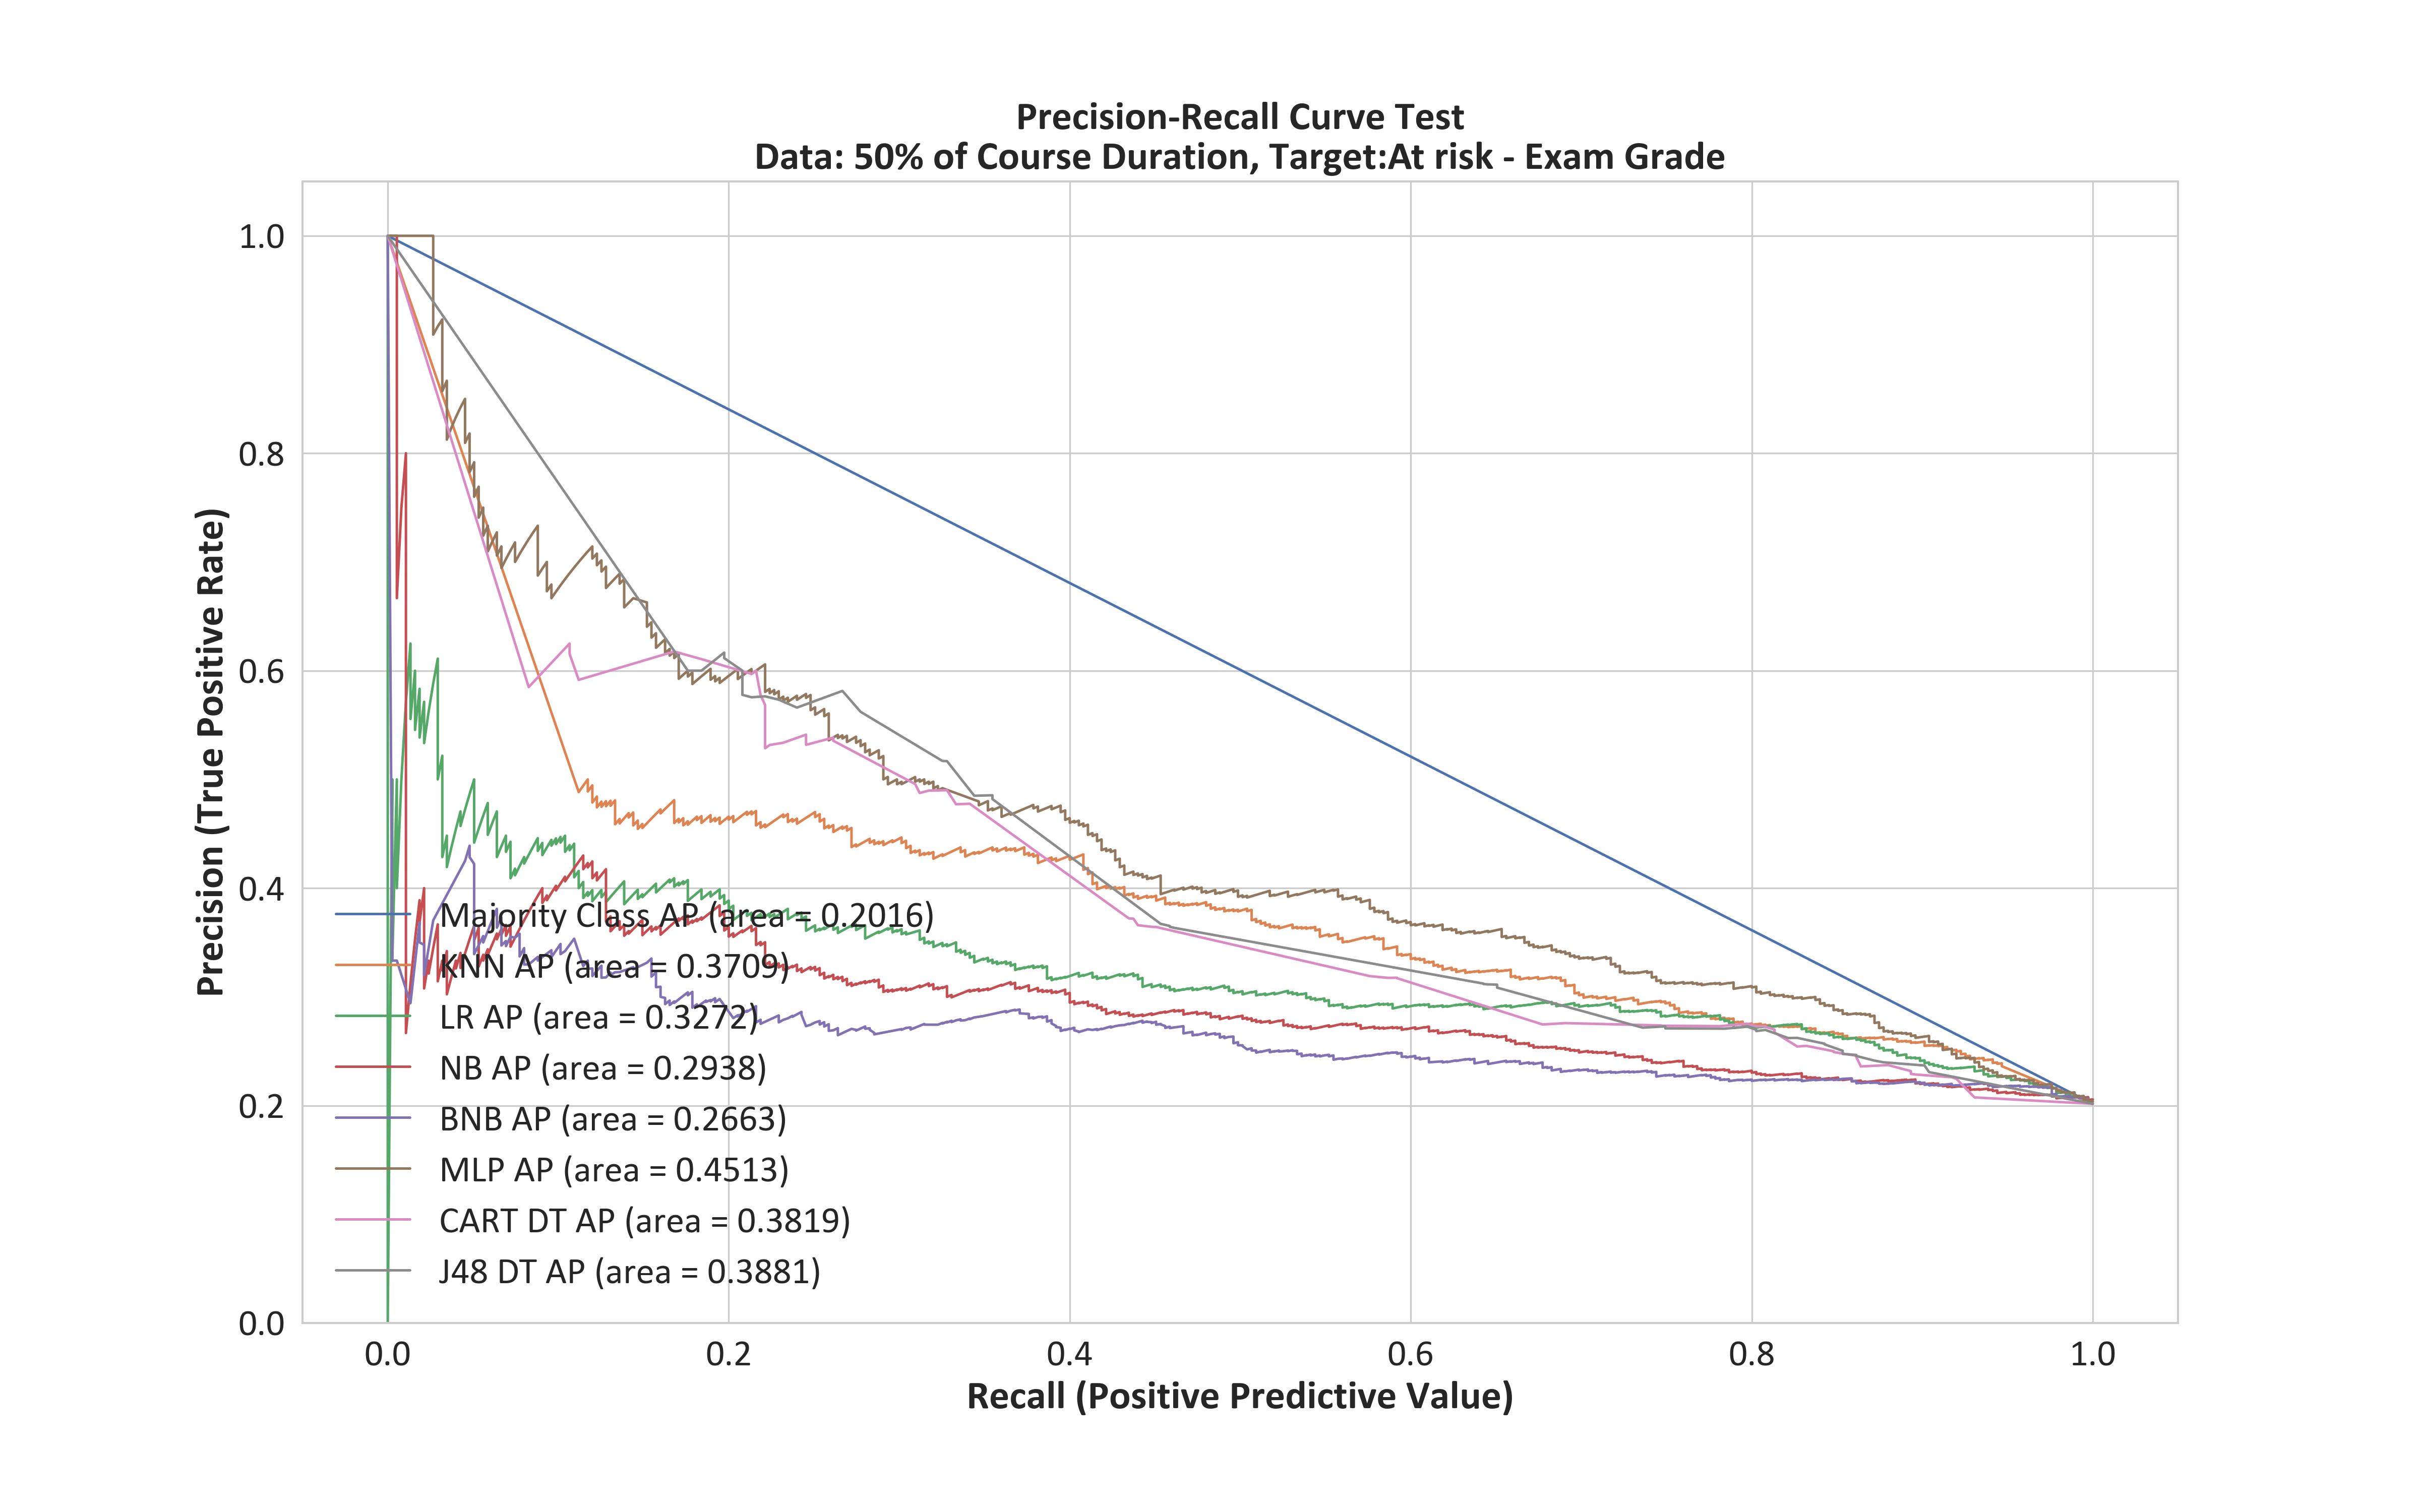 Precision-Recall Curve Test
Data: 50% of Course Duration, Target:At risk - Exam Grade
1.0
0.8
0.6
0.4
0.2
0.0
Precision (True Positive Rate)
Majority Class AP (area = 0.2016)
KNN AP (area = 0.3709)
LR AP (area = 0.3272)
NB AP (area = 0.2938)
BNB AP (area = 0.2663)
MLP AP (area = 0.4513)
CART DT AP (area = 0.3819)
J48 DT AP (area = 0.3881)
0.0 0.2 0.4 0.6 0.8 1.0
Recall (Positive Predictive Value)